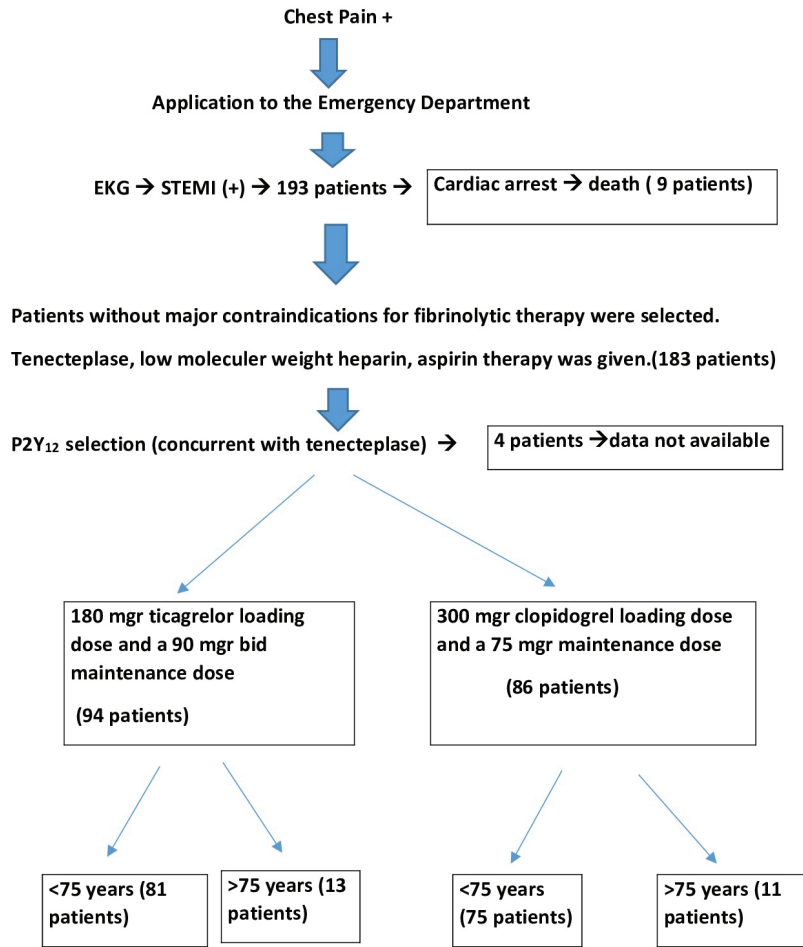 Chest Pain +
Application to the Emergency Department
EKG → STEMI (+) → 193 patients →
Cardiac arrest → death ( 9 patients)
Patients without major contraindications for fibrinolytic therapy were selected.
Tenecteplase, low moleculer weight heparin, aspirin therapy was given.(183 patients)
P2Y₁₂ selection (concurrent with tenecteplase) →
4 patients →data not available
180 mgr ticagrelor loading
dose and a 90 mgr bid
maintenance dose
(94 patients)
300 mgr clopidogrel loading dose
and a 75 mgr maintenance dose
(86 patients)
<75 years (81
patients)
>75 years (13
patients)
<75 years
(75 patients)
>75 years (11
patients)